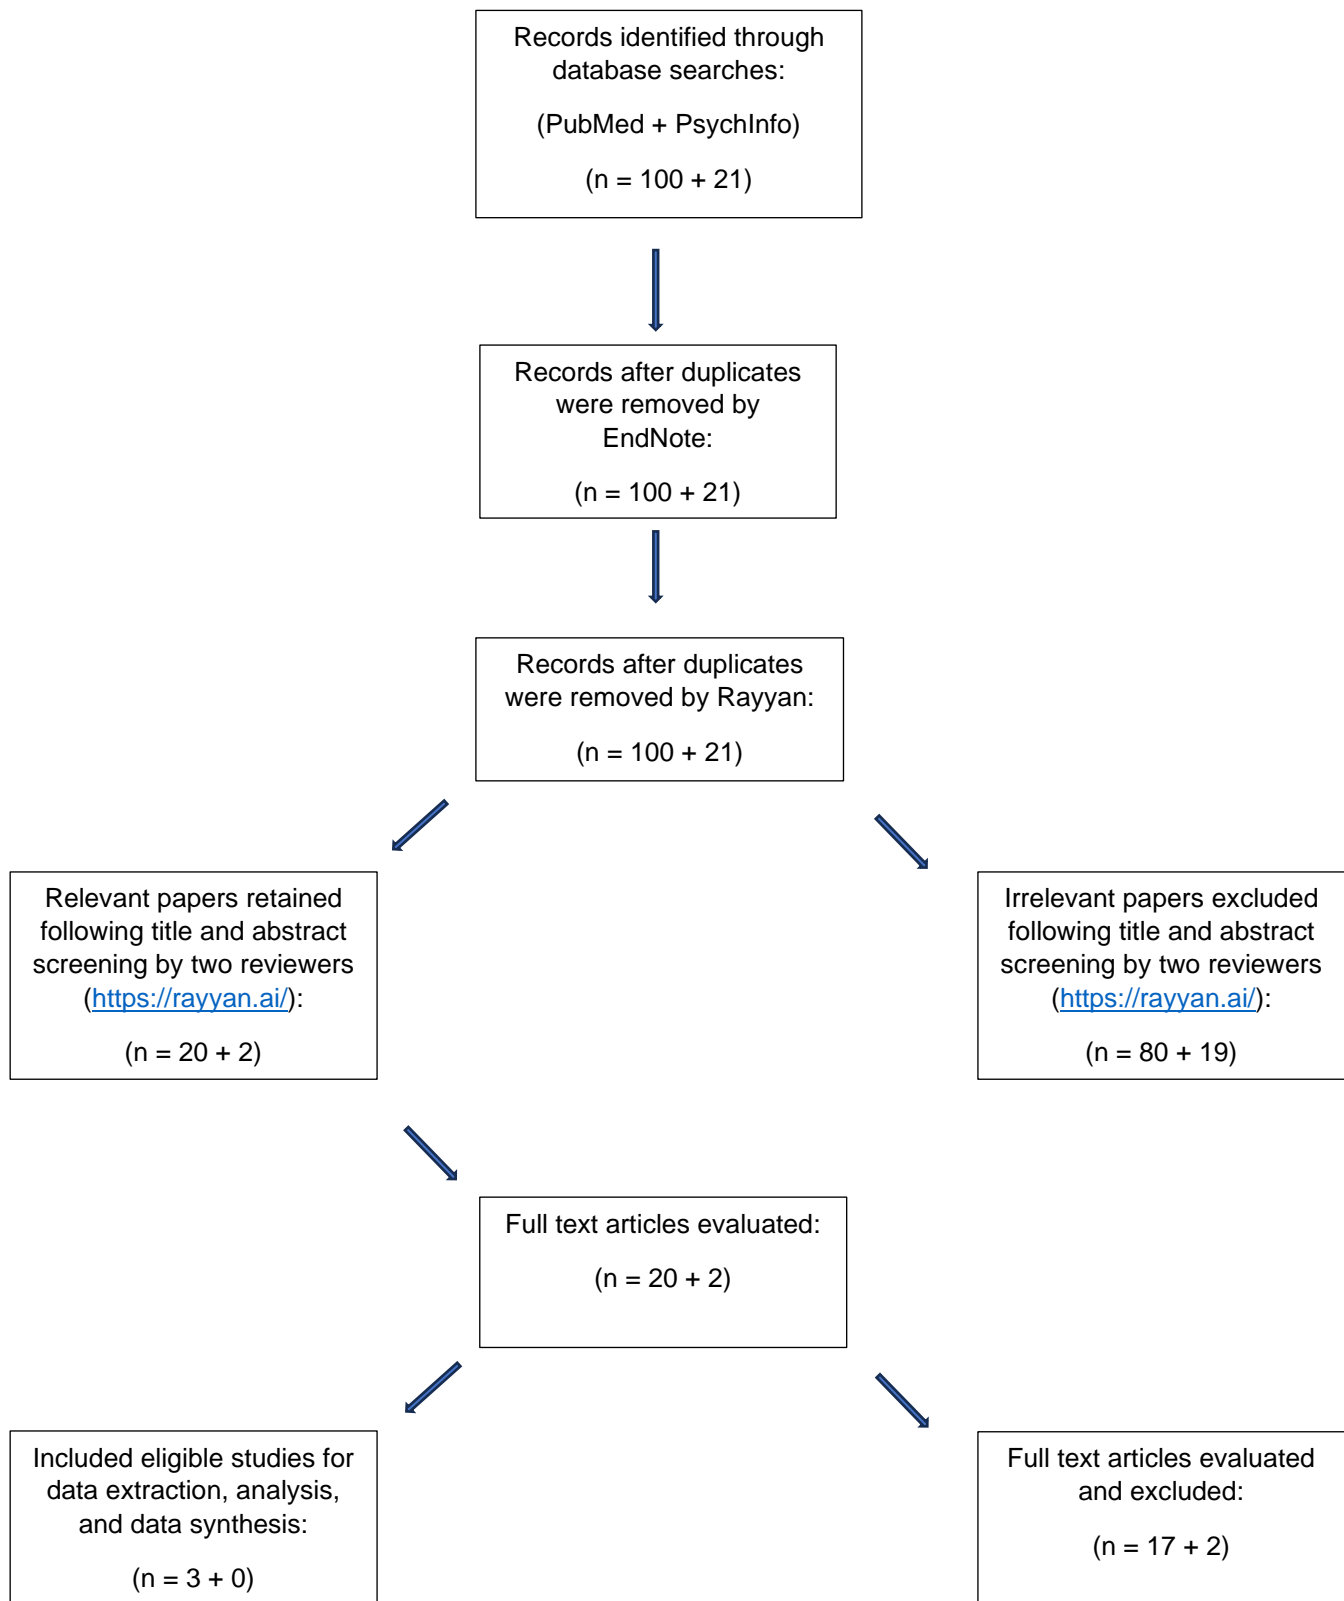 Records identified through
database searches:
(PubMed + PsychInfo)
(n = 100 + 21)
Records after duplicates
were removed by
EndNote:
(n = 100 + 21)
Records after duplicates
were removed by Rayyan:
(n = 100 + 21)
Relevant papers retained
following title and abstract
screening by two reviewers
(https://rayyan.ai/):
(n = 20 + 2)
Irrelevant papers excluded
following title and abstract
screening by two reviewers
(https://rayyan.ai/):
(n = 80 + 19)
Full text articles evaluated:
(n = 20 + 2)
Included eligible studies for
data extraction, analysis,
and data synthesis:
(n = 3 + 0)
Full text articles evaluated
and excluded:
(n = 17 + 2)